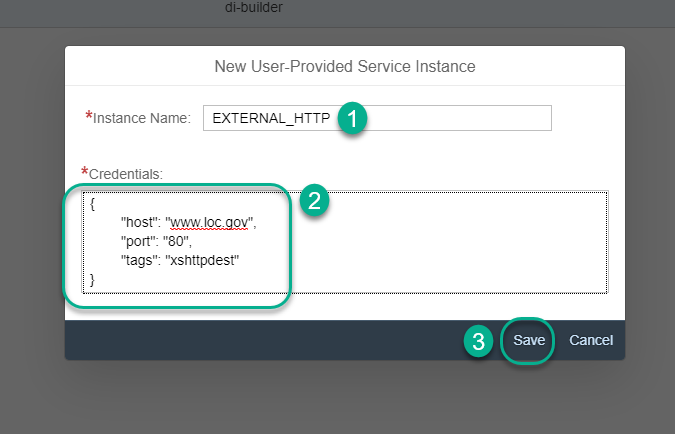 di-builder
New User-Provided Service Instance
*Instance Name: EXTERNAL_HTTP 1
*Credentials:
2
{
"host": "www.loc.gov",
"port": "80",
"tags": "xshttpdest"
}
3 Save Cancel